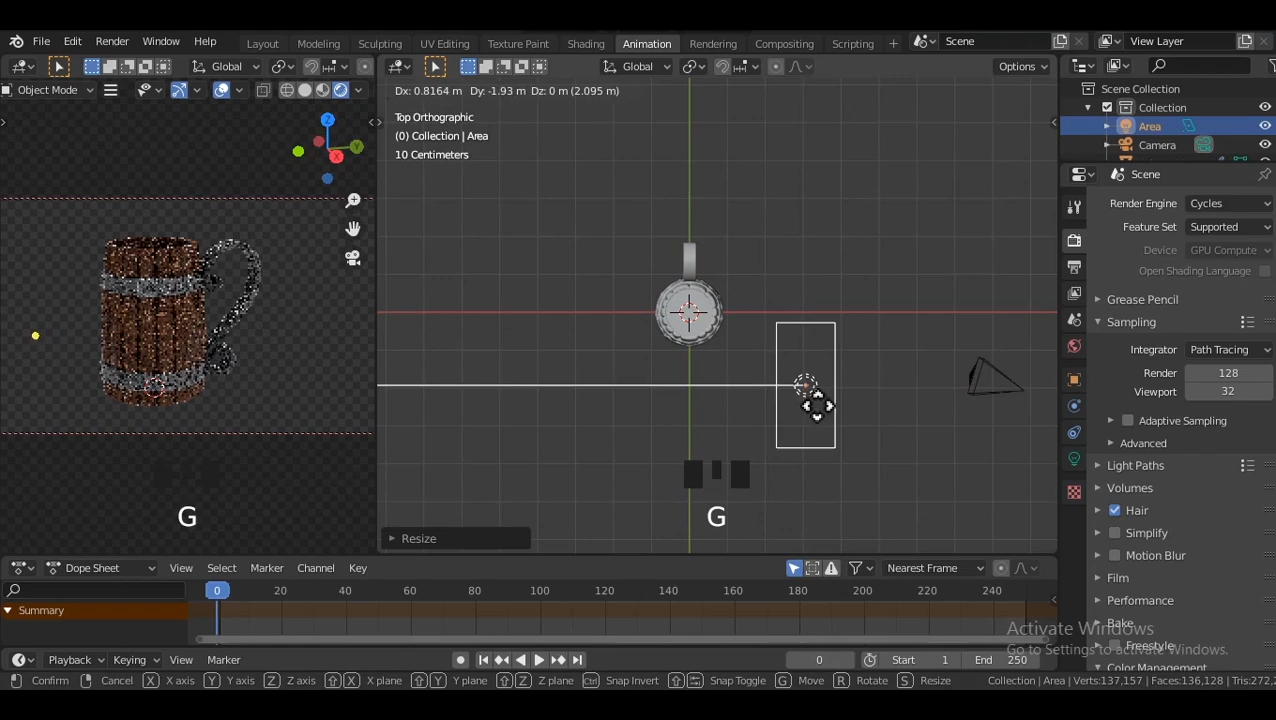 File Edit Render Window Help Layout Modeling Sculpting UV Editing Texture Paint Shading Animation Rendering Compositing Scripting + Scene View Layer
Global Global Options
Object Mode
Dx: 0.8164 m Dy: -1.93 m Dz: 0 m (2.095 m)
Top Orthographic
(0) Collection | Area
10 Centimeters
Z
Y
X
Scene Collection
Collection
Area
Camera
Scene
Render Engine Cycles
Feature Set Supported
Device GPU Compute
Open Shading Language
Grease Pencil
Sampling
Integrator Path Tracing
Render 128
Viewport 32
Adaptive Sampling
Advanced
Light Paths
Volumes
Hair
Simplify
Motion Blur
Film
Performance
Bake
Freestyle
Color Management
G G
Resize
Dope Sheet View Select Marker Channel Key Nearest Frame
0 20 40 60 80 100 120 140 160 180 200 220 240
Summary
Activate Windows
Go to Settings to activate Windows.
Playback Keying View Marker 0 Start 1 End 250
Confirm Cancel X X axis Y Y axis Z Z axis X X plane Y Y plane Z Z plane Ctrl Snap Invert Snap Toggle G Move R Rotate S Resize Collection | Area | Verts:137,157 | Faces:136,128 | Tris:272,2